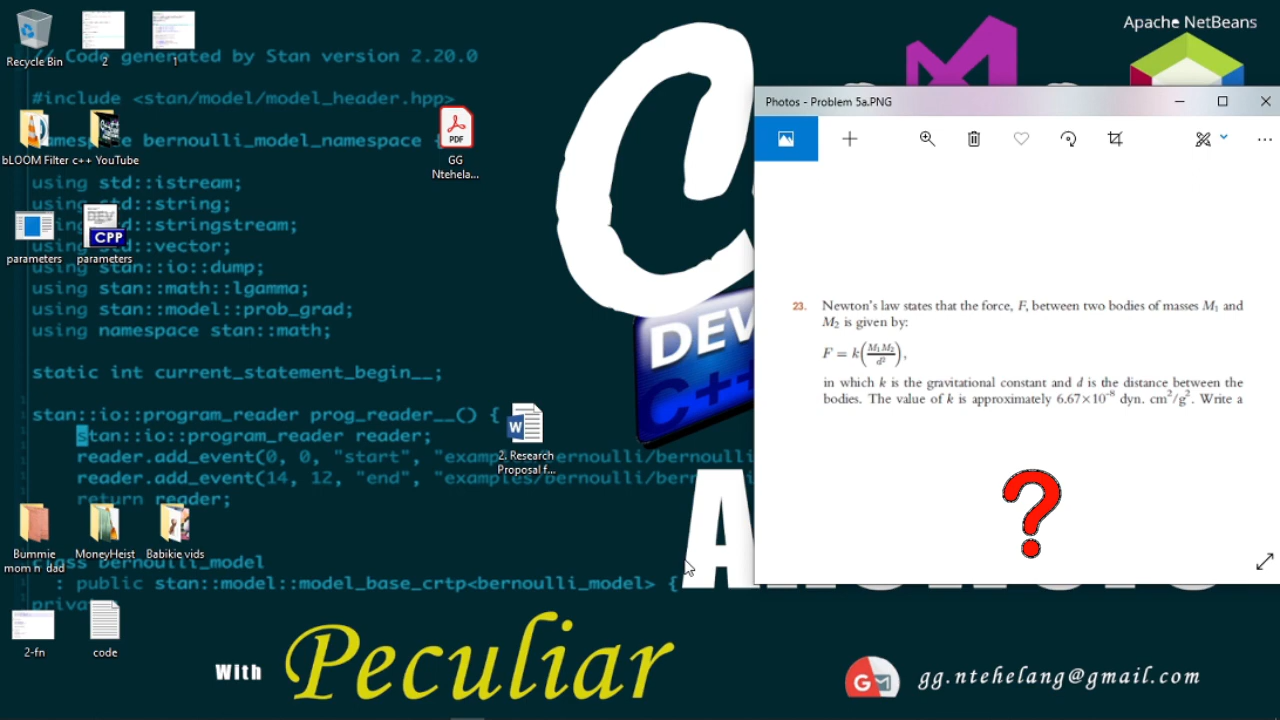 Apache NetBeans
Recycle Bin
2
1
// Code generated by Stan version 2.20.0
#include <stan/model/model_header.hpp>
bLOOM Filter
c++ YouTube
bernoulli_model_namespace {
using std::istream;
using std::string;
std::stringstream;
std::vector;
using stan::io::dump;
using stan::math::lgamma;
using stan::model::prob_grad;
using namespace stan::math;
CPP
parameters
parameters
PDF
GG
Ntehela...
static int current_statement_begin__;
stan::io::program_reader prog_reader__() {
stan::io::program_reader reader;
reader.add_event(0, 0, "start", "examples/bernoulli/bernoulli
reader.add_event(14, 12, "end", "examples/bernoulli/bern
return reader;
2. Research
Proposal f...
DEV
C++
Bummie
mom n dad
MoneyHeist
Babikie vids
class bernoulli_model
: public stan::model::model_base_crtp<bernoulli_model> {
2-fn
code
With Peculiar
gg.ntehelang@gmail.com
Photos - Problem 5a.PNG
23. Newton's law states that the force, F, between two bodies of masses M₁ and
M₂ is given by:
F = k(M₁M₂/d²),
in which k is the gravitational constant and d is the distance between the
bodies. The value of k is approximately 6.67×10⁻⁸ dyn. cm²/g². Write a
?